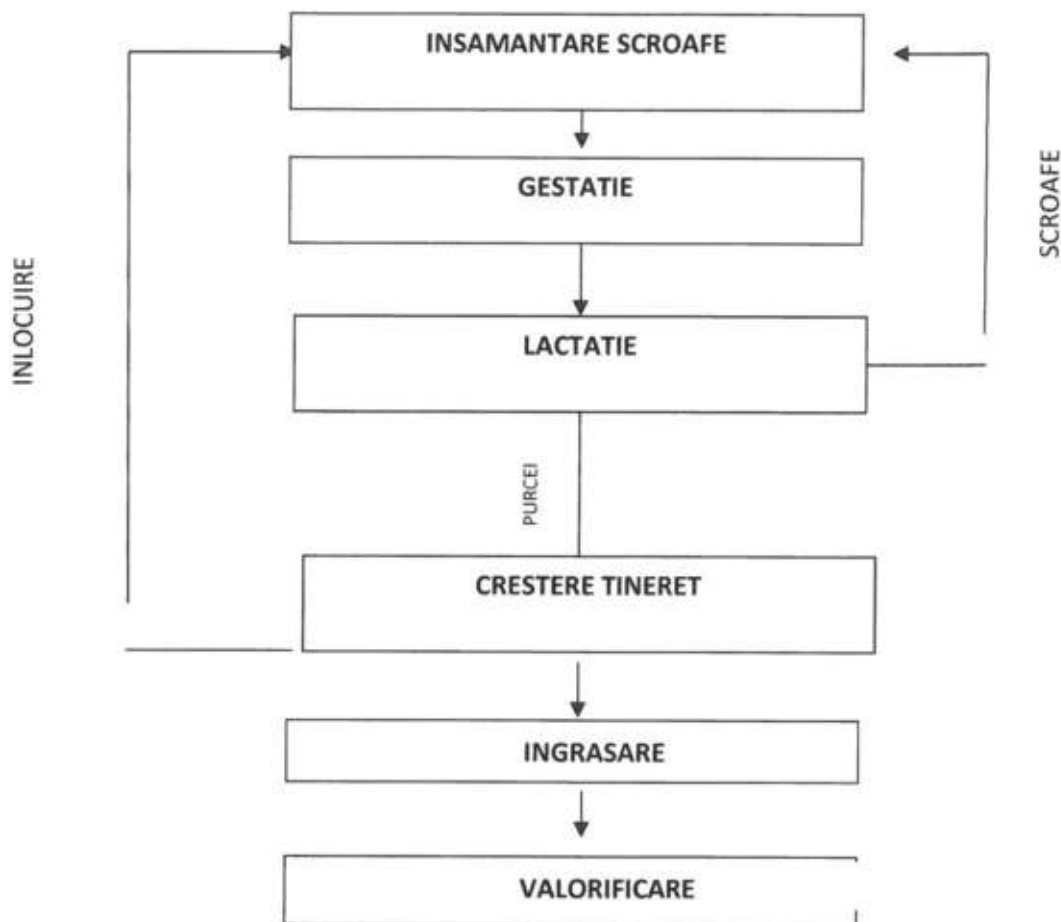 INSAMANTARE SCROAFE
GESTATIE
SCROAFE
INLOCUIRE
LACTATIE
PURCEI
CRESTERE TINERET
INGRASARE
VALORIFICARE